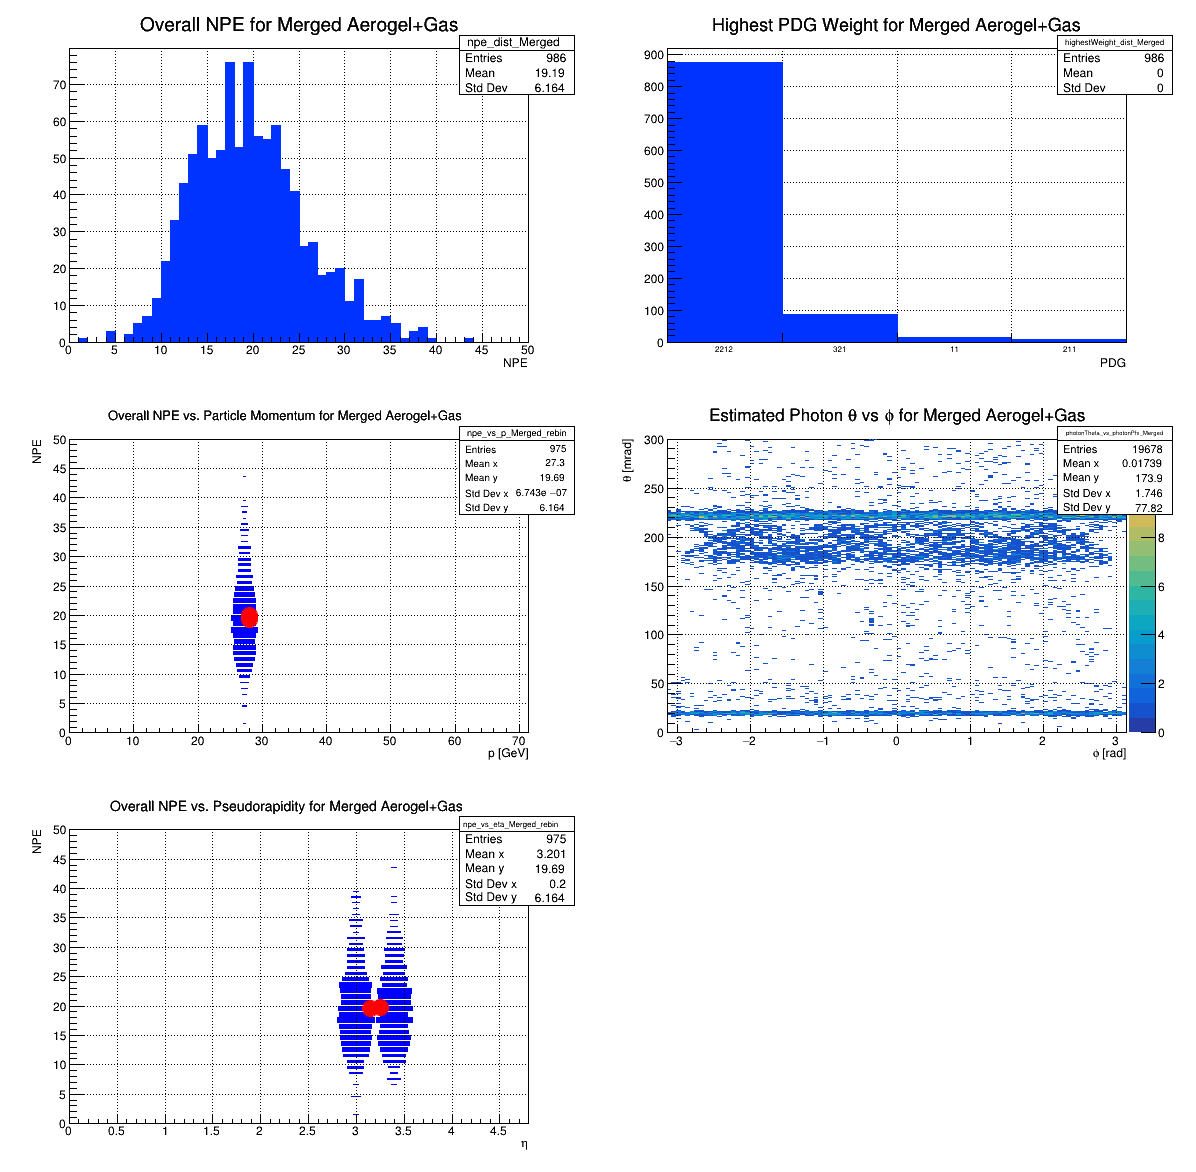 Overall NPE for Merged Aerogel+Gas
npe_dist_Merged
Entries 986
Mean 19.19
Std Dev 6.164
70
60
50
40
30
20
10
0
0 5 10 15 20 25 30 35 40 45 50
NPE
Highest PDG Weight for Merged Aerogel+Gas
highestWeight_dist_Merged
Entries 986
Mean 0
Std Dev 0
900
800
700
600
500
400
300
200
100
0
2212 321 11 211
PDG
Overall NPE vs. Particle Momentum for Merged Aerogel+Gas
npe_vs_p_Merged_rebin
Entries 975
Mean x 27.3
Mean y 19.69
Std Dev x 6.743e −07
Std Dev y 6.164
NPE
50
45
40
35
30
25
20
15
10
5
0
0 10 20 30 40 50 60 70
p [GeV]
Estimated Photon θ vs ϕ for Merged Aerogel+Gas
photonTheta_vs_photonPhi_Merged
Entries 19678
Mean x 0.01739
Mean y 173.9
Std Dev x 1.746
Std Dev y 77.82
θ [mrad]
300
250
200
150
100
50
0
−3 −2 −1 0 1 2 3
ϕ [rad]
8
6
4
2
0
Overall NPE vs. Pseudorapidity for Merged Aerogel+Gas
npe_vs_eta_Merged_rebin
Entries 975
Mean x 3.201
Mean y 19.69
Std Dev x 0.2
Std Dev y 6.164
NPE
50
45
40
35
30
25
20
15
10
5
0
0 0.5 1 1.5 2 2.5 3 3.5 4 4.5
η